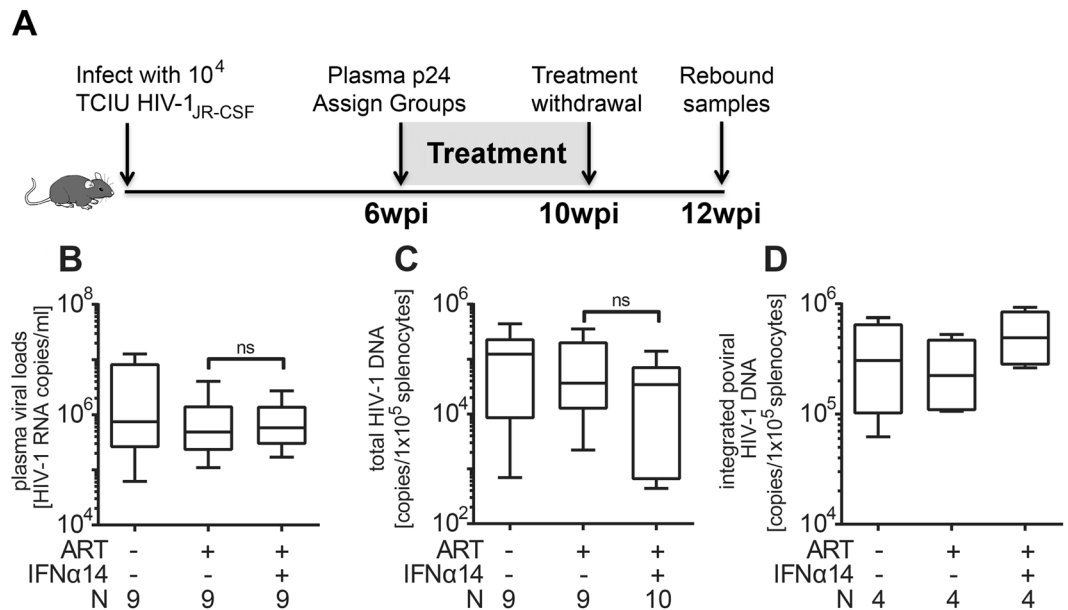 A
Infect with 10^4
TCIU HIV-1_JR-CSF
Plasma p24
Assign Groups
Treatment
withdrawal
Rebound
samples
Treatment
6wpi
10wpi
12wpi
B
plasma viral loads
[HIV-1 RNA copies/ml]
10^8
10^6
10^4
ns
ART - + +
IFNα14 - - +
N 9 9 9
C
total HIV-1 DNA
[copies/1x10^5 splenocytes]
10^6
10^4
10^2
ns
ART - + +
IFNα14 - - +
N 9 9 10
D
integrated poviral
HIV-1 DNA
[copies/1x10^5 splenocytes]
10^6
10^5
10^4
ART - + +
IFNα14 - - +
N 4 4 4